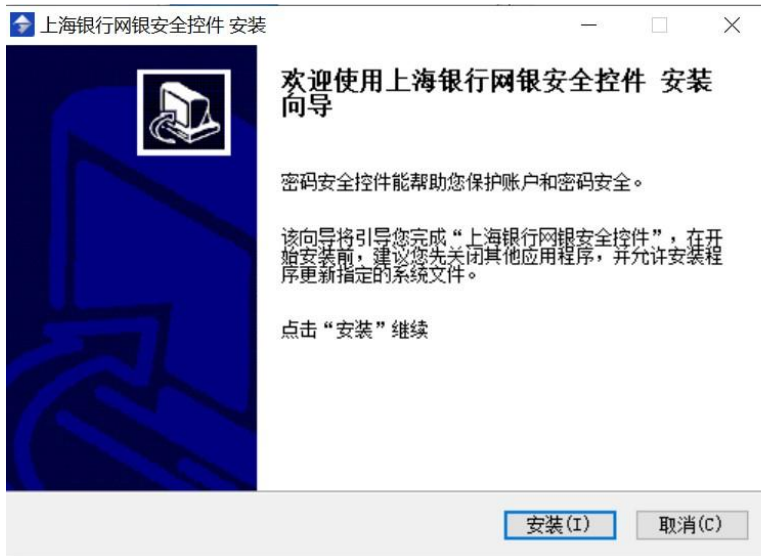 上海银行网银安全控件 安装
欢迎使用上海银行网银安全控件 安装
向导
密码安全控件能帮助您保护账户和密码安全。
该向导将引导您完成“上海银行网银安全控件”，在开
始安装前，建议您先关闭其他应用程序，并允许安装程
序更新指定的系统文件。
点击“安装”继续
安装(I)
取消(C)